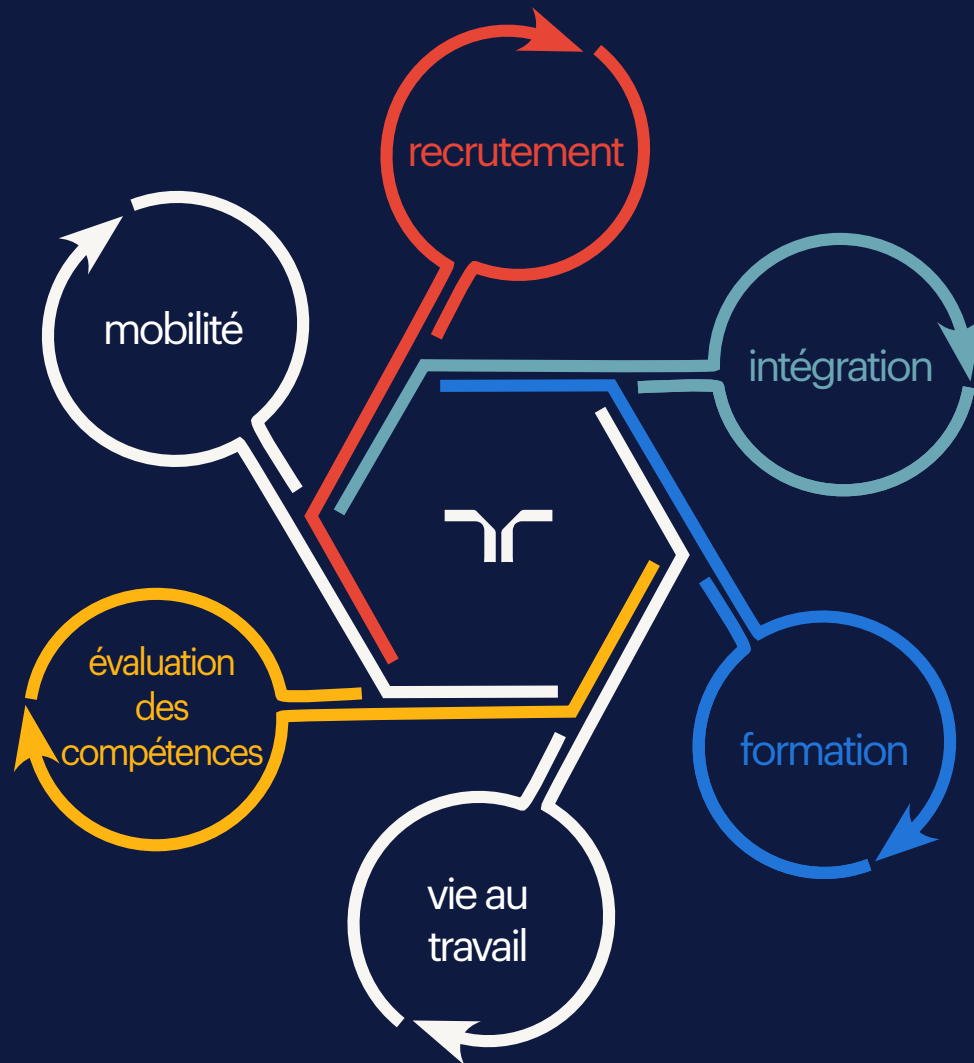 recrutement
mobilité
intégration
évaluation
des
compétences
formation
vie au
travail